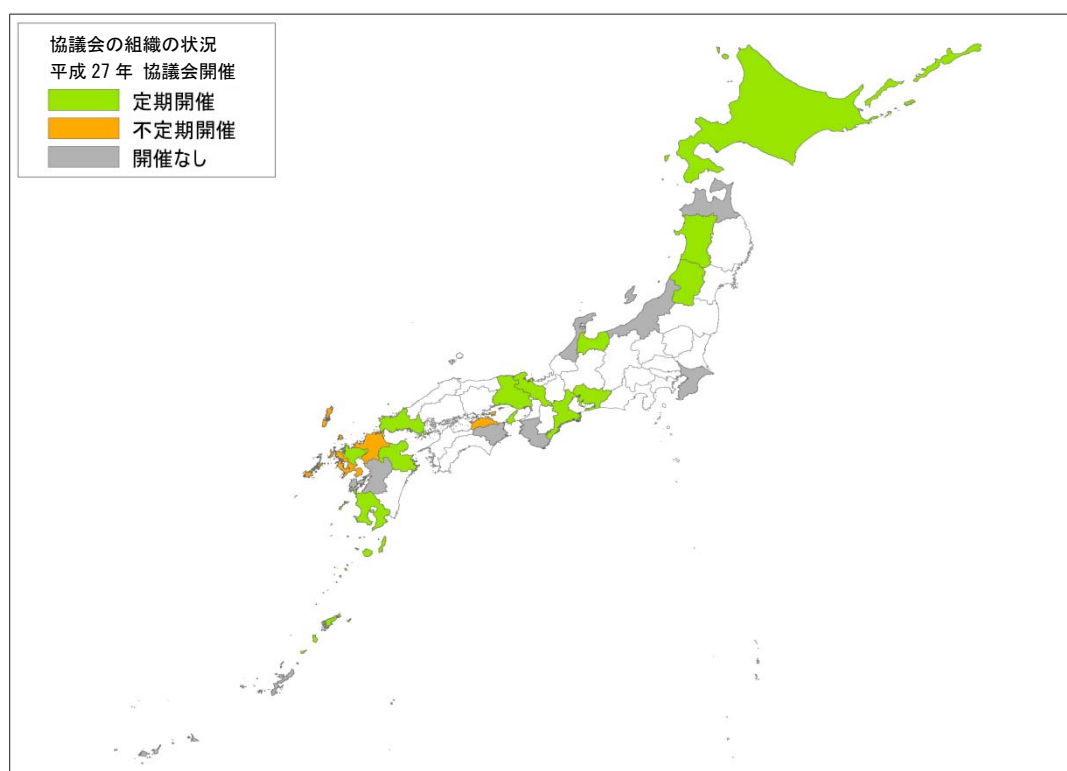 協議会の組織の状況
平成 27 年 協議会開催
定期開催
不定期開催
開催なし